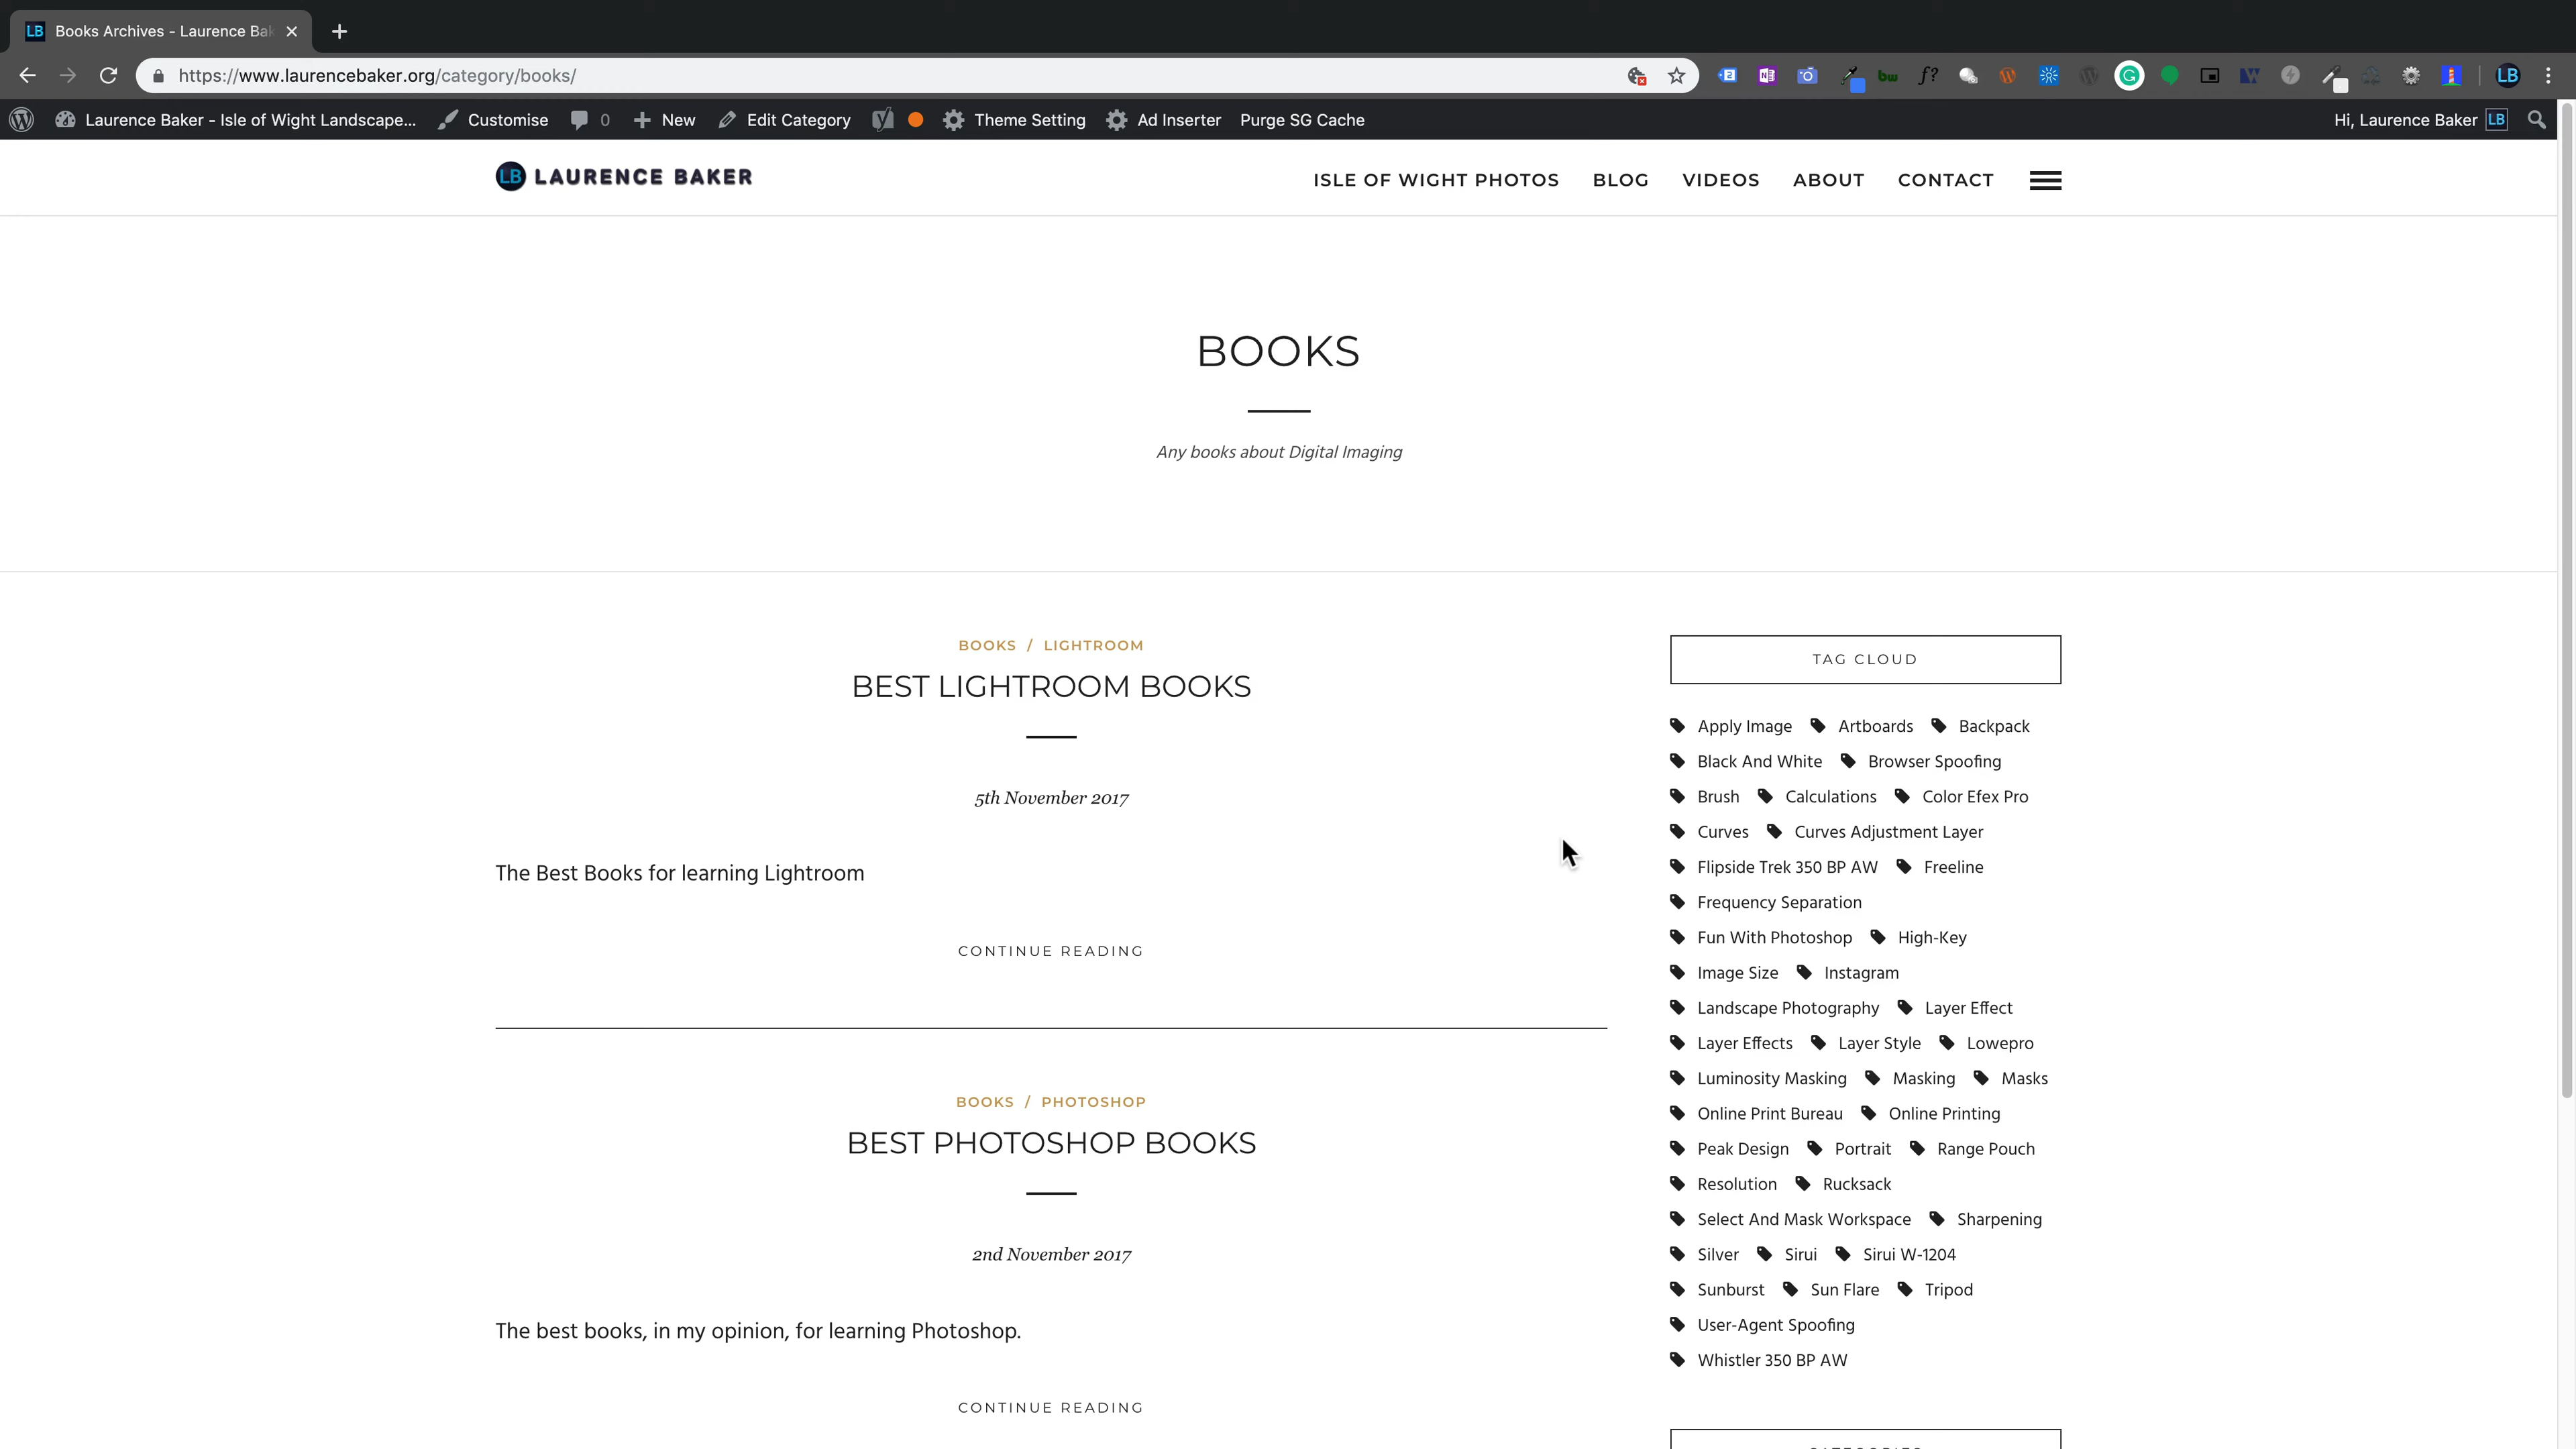 LB Books Archives - Laurence Bak
https://www.laurencebaker.org/category/books/
Laurence Baker - Isle of Wight Landscape... Customise 0 New Edit Category Theme Setting Ad Inserter Purge SG Cache Hi, Laurence Baker LB
LB LAURENCE BAKER
ISLE OF WIGHT PHOTOS BLOG VIDEOS ABOUT CONTACT
BOOKS
Any books about Digital Imaging
BOOKS / LIGHTROOM
BEST LIGHTROOM BOOKS
5th November 2017
The Best Books for learning Lightroom
CONTINUE READING
BOOKS / PHOTOSHOP
BEST PHOTOSHOP BOOKS
2nd November 2017
The best books, in my opinion, for learning Photoshop.
CONTINUE READING
TAG CLOUD
Apply Image Artboards Backpack
Black And White Browser Spoofing
Brush Calculations Color Efex Pro
Curves Curves Adjustment Layer
Flipside Trek 350 BP AW Freeline
Frequency Separation
Fun With Photoshop High-Key
Image Size Instagram
Landscape Photography Layer Effect
Layer Effects Layer Style Lowepro
Luminosity Masking Masking Masks
Online Print Bureau Online Printing
Peak Design Portrait Range Pouch
Resolution Rucksack
Select And Mask Workspace Sharpening
Silver Sirui Sirui W-1204
Sunburst Sun Flare Tripod
User-Agent Spoofing
Whistler 350 BP AW